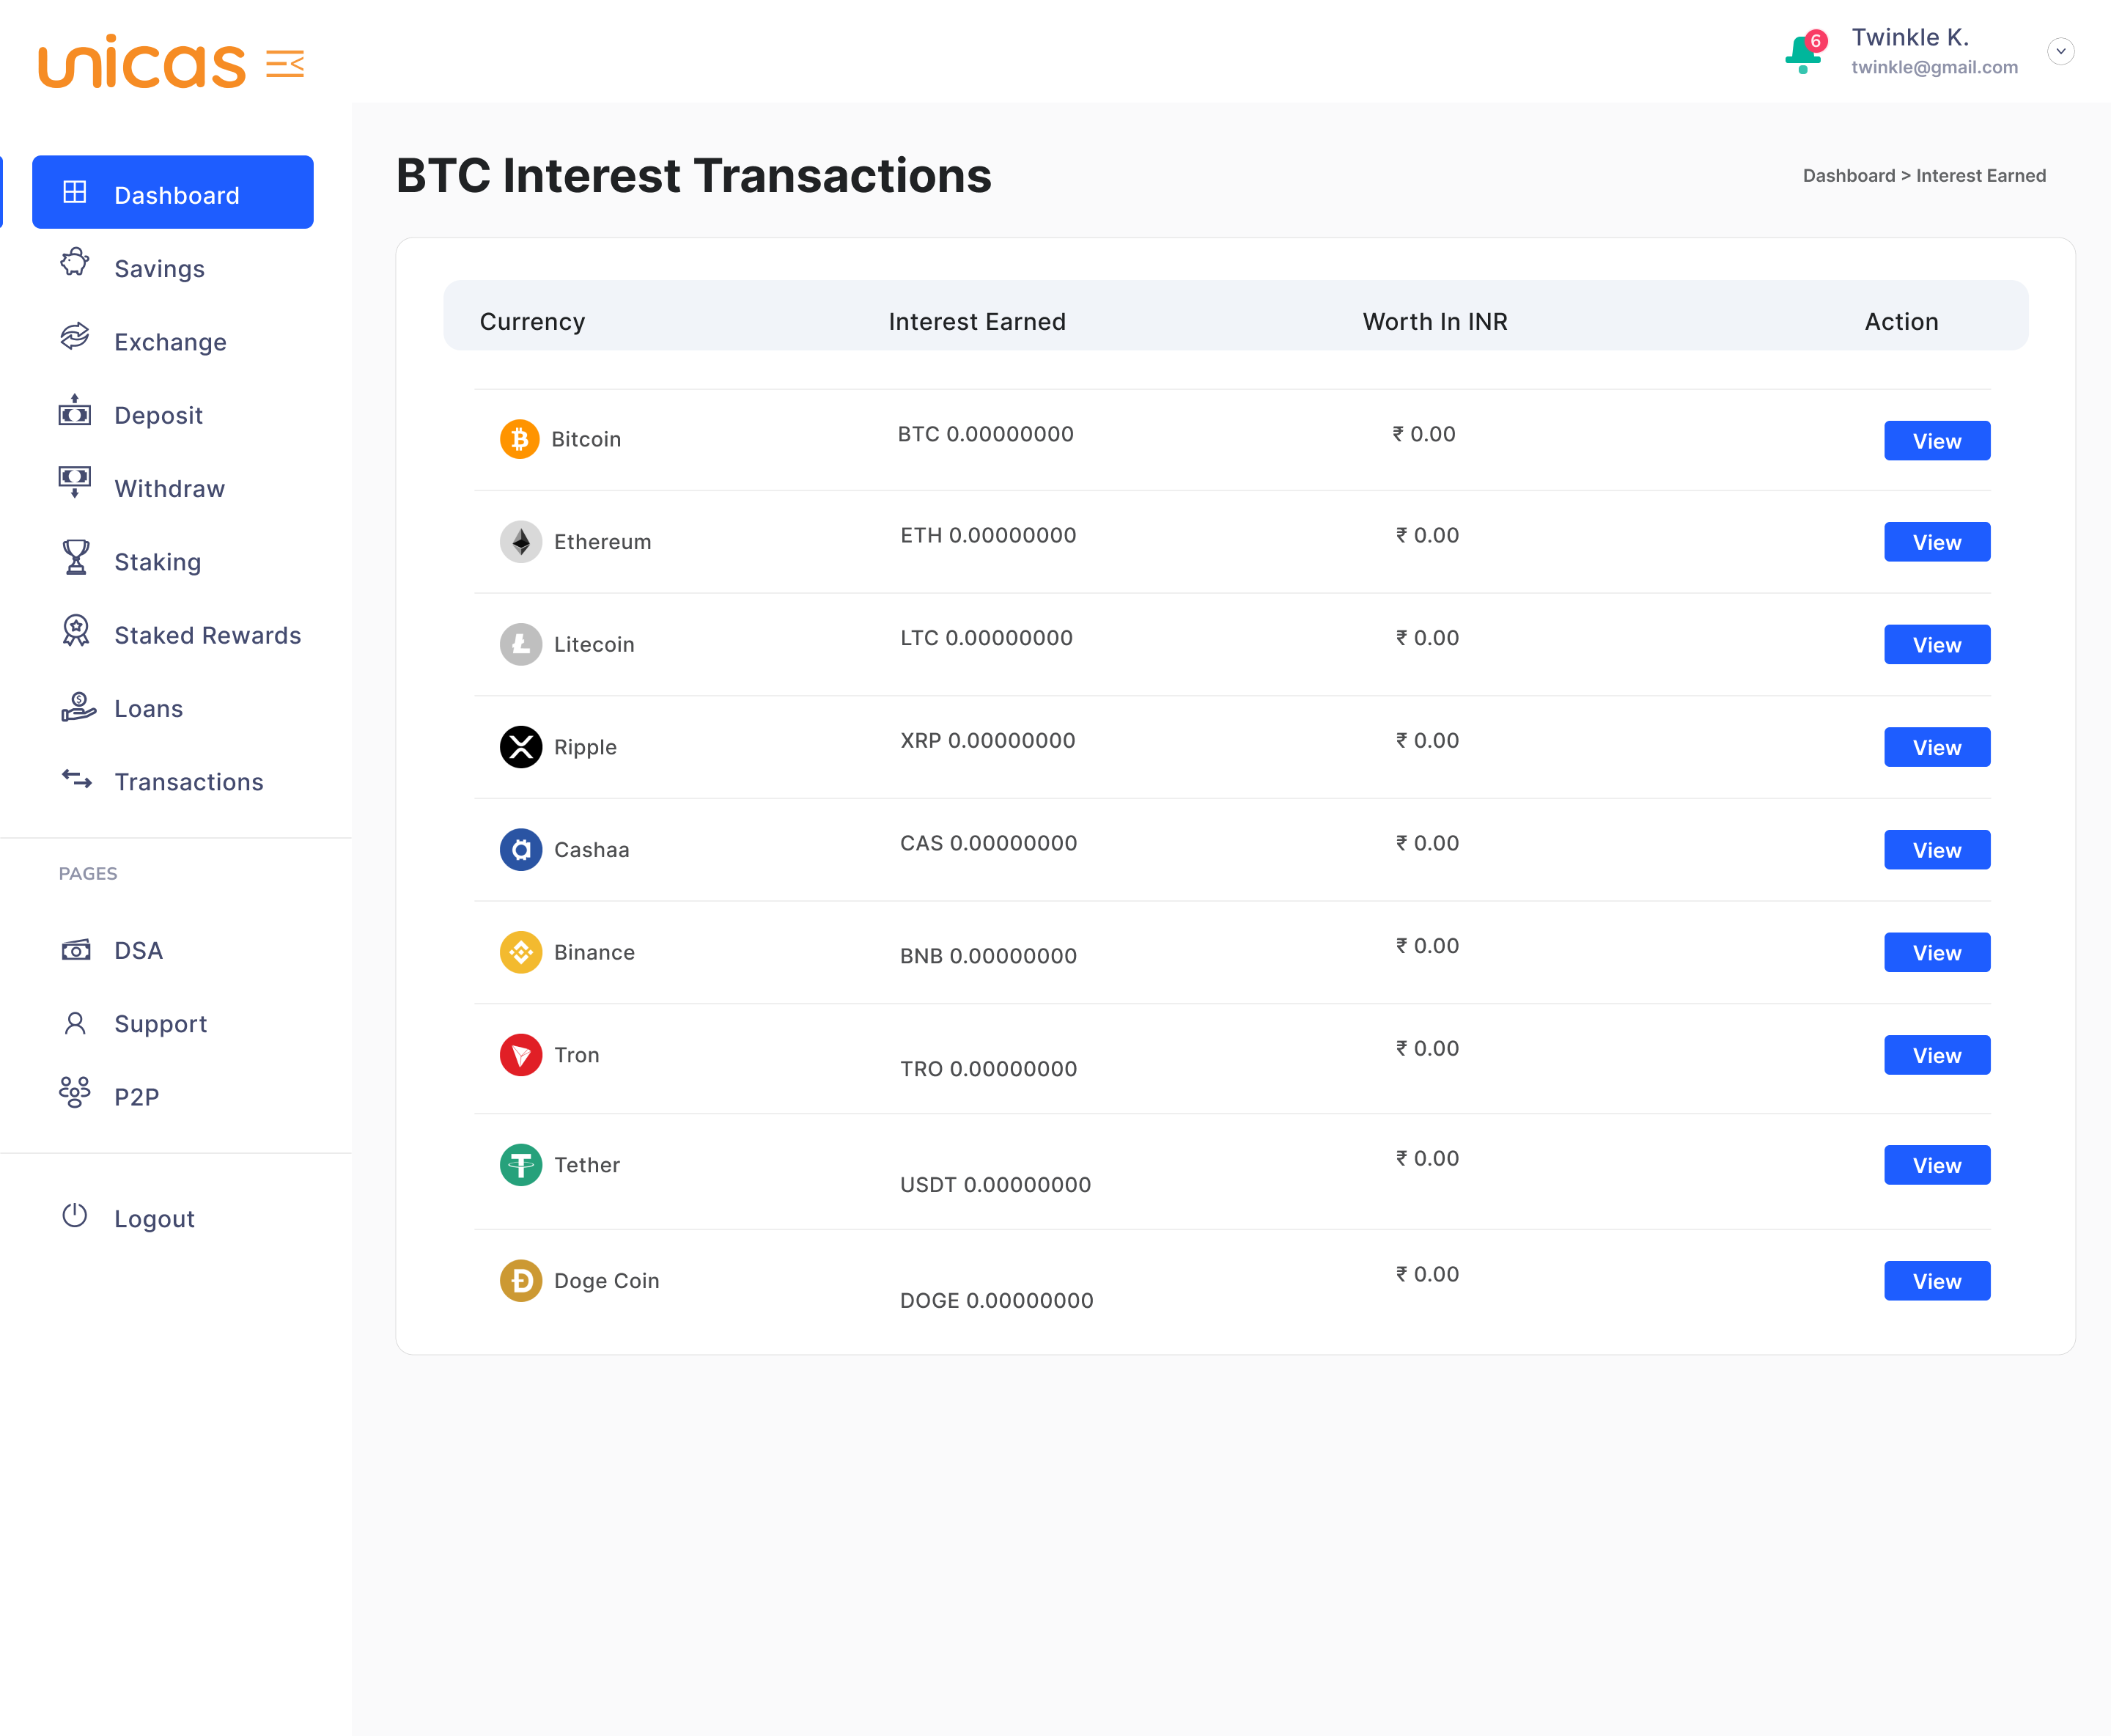 unicas
6
Twinkle K.
twinkle@gmail.com
Dashboard
Savings
Exchange
Deposit
Withdraw
Staking
Staked Rewards
Loans
Transactions
PAGES
DSA
Support
P2P
Logout
BTC Interest Transactions
Dashboard > Interest Earned
Currency Interest Earned Worth In INR Action
Bitcoin BTC 0.00000000 ₹ 0.00 View
Ethereum ETH 0.00000000 ₹ 0.00 View
Litecoin LTC 0.00000000 ₹ 0.00 View
Ripple XRP 0.00000000 ₹ 0.00 View
Cashaa CAS 0.00000000 ₹ 0.00 View
Binance BNB 0.00000000 ₹ 0.00 View
Tron TRO 0.00000000 ₹ 0.00 View
Tether USDT 0.00000000 ₹ 0.00 View
Doge Coin DOGE 0.00000000 ₹ 0.00 View